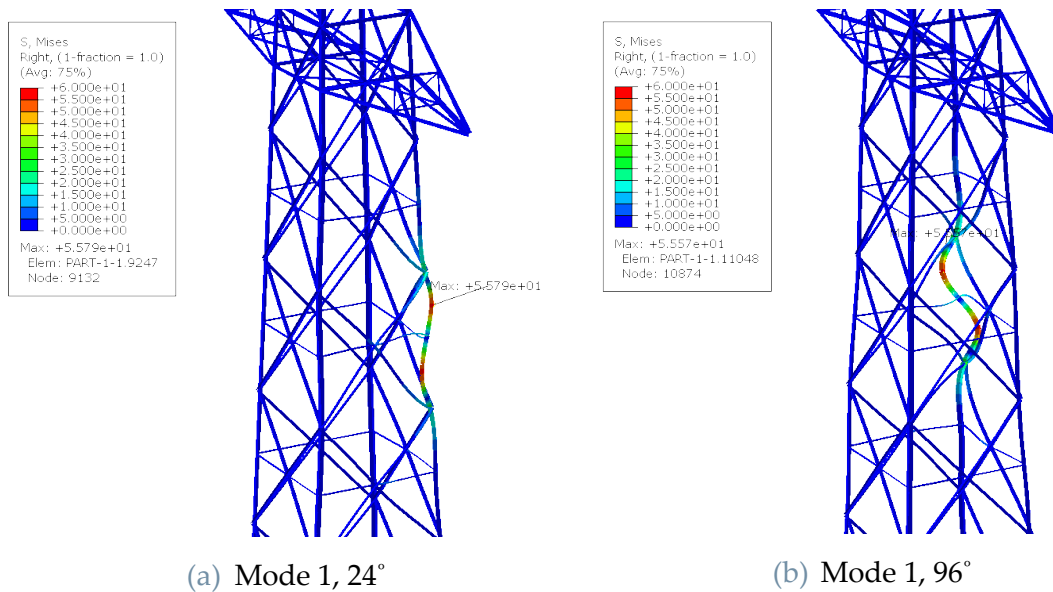 S, Mises
Right, (1-fraction = 1.0)
(Avg: 75%)
+6.000e+01
+5.500e+01
+5.000e+01
+4.500e+01
+4.000e+01
+3.500e+01
+3.000e+01
+2.500e+01
+2.000e+01
+1.500e+01
+1.000e+01
+5.000e+00
+0.000e+00
Max: +5.579e+01
Elem: PART-1-1.9247
Node: 9132
Max: +5.579e+01
(a) Mode 1, 24°
S, Mises
Right, (1-fraction = 1.0)
(Avg: 75%)
+6.000e+01
+5.500e+01
+5.000e+01
+4.500e+01
+4.000e+01
+3.500e+01
+3.000e+01
+2.500e+01
+2.000e+01
+1.500e+01
+1.000e+01
+5.000e+00
+0.000e+00
Max: +5.557e+01
Elem: PART-1-1.11048
Node: 10874
Max: +5.557e+01
(b) Mode 1, 96°